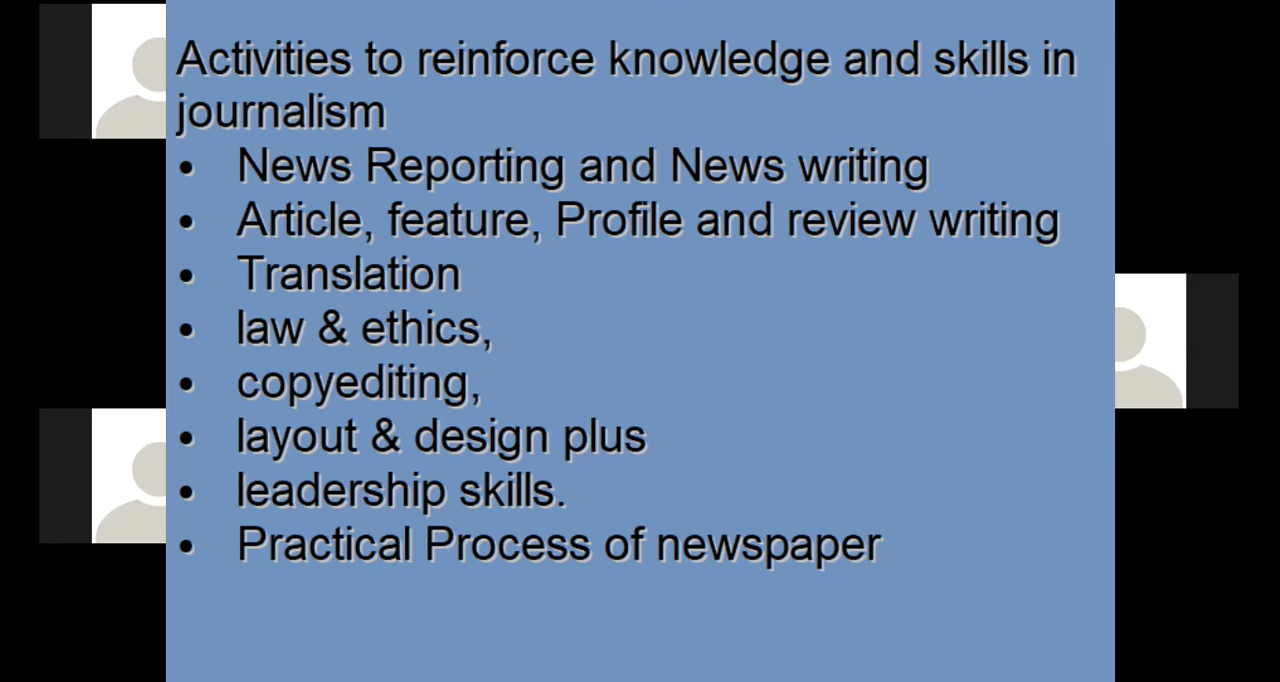 Activities to reinforce knowledge and skills in
journalism
• News Reporting and News writing
• Article, feature, Profile and review writing
• Translation
• law & ethics,
• copyediting,
• layout & design plus
• leadership skills.
• Practical Process of newspaper